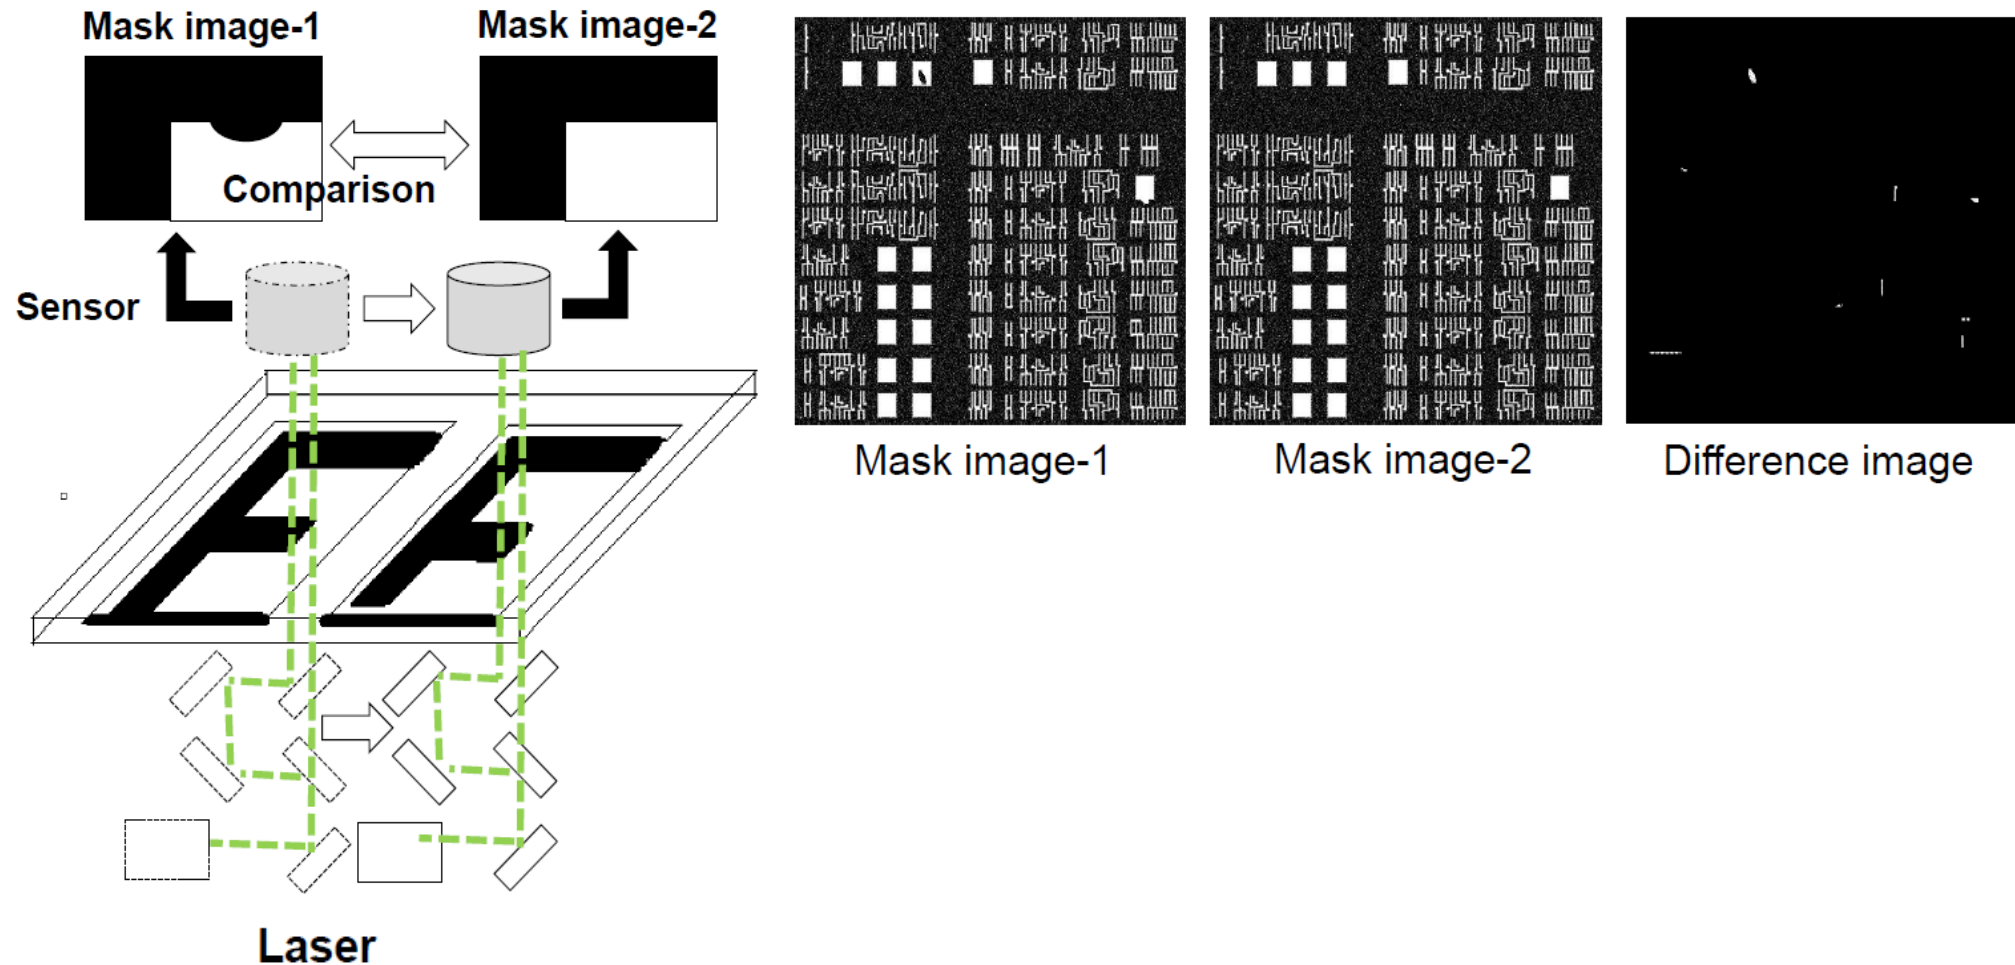 Mask image-1
Mask image-2
Comparison
Sensor
Laser
Mask image-1
Mask image-2
Difference image